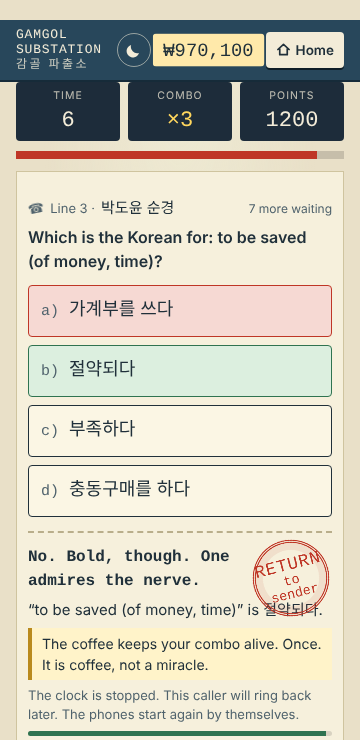 GAMGOL
SUBSTATION
감골 파출소
₩970,100
Home
TIME
6
COMBO
×3
POINTS
1200
Line 3 · 박도윤 순경
7 more waiting
Which is the Korean for: to be saved
(of money, time)?
a) 가계부를 쓰다
b) 절약되다
c) 부족하다
d) 충동구매를 하다
No. Bold, though. One
admires the nerve.
RETURN
to
sender
“to be saved (of money, time)” is 절약되다.
The coffee keeps your combo alive. Once.
It is coffee, not a miracle.
The clock is stopped. This caller will ring back
later. The phones start again by themselves.